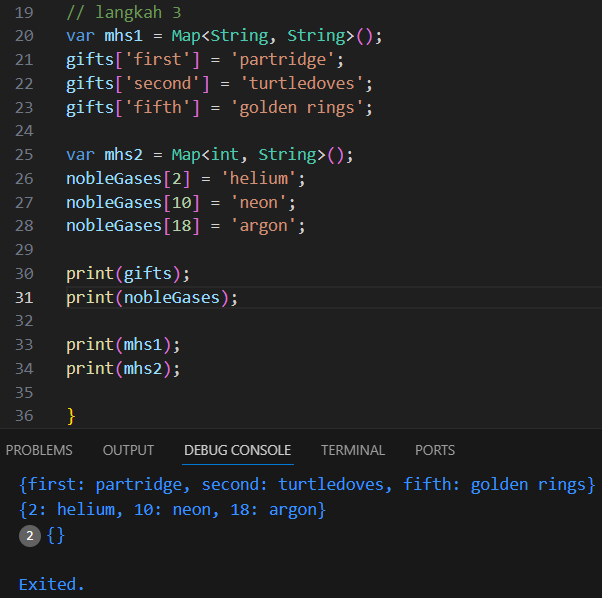 19 // langkah 3
20 var mhs1 = Map<String, String>();
21 gifts['first'] = 'partridge';
22 gifts['second'] = 'turtledoves';
23 gifts['fifth'] = 'golden rings';
24
25 var mhs2 = Map<int, String>();
26 nobleGases[2] = 'helium';
27 nobleGases[10] = 'neon';
28 nobleGases[18] = 'argon';
29
30 print(gifts);
31 print(nobleGases);
32
33 print(mhs1);
34 print(mhs2);
35
36 }
PROBLEMS OUTPUT DEBUG CONSOLE TERMINAL PORTS
{first: partridge, second: turtledoves, fifth: golden rings}
{2: helium, 10: neon, 18: argon}
2 {}
Exited.